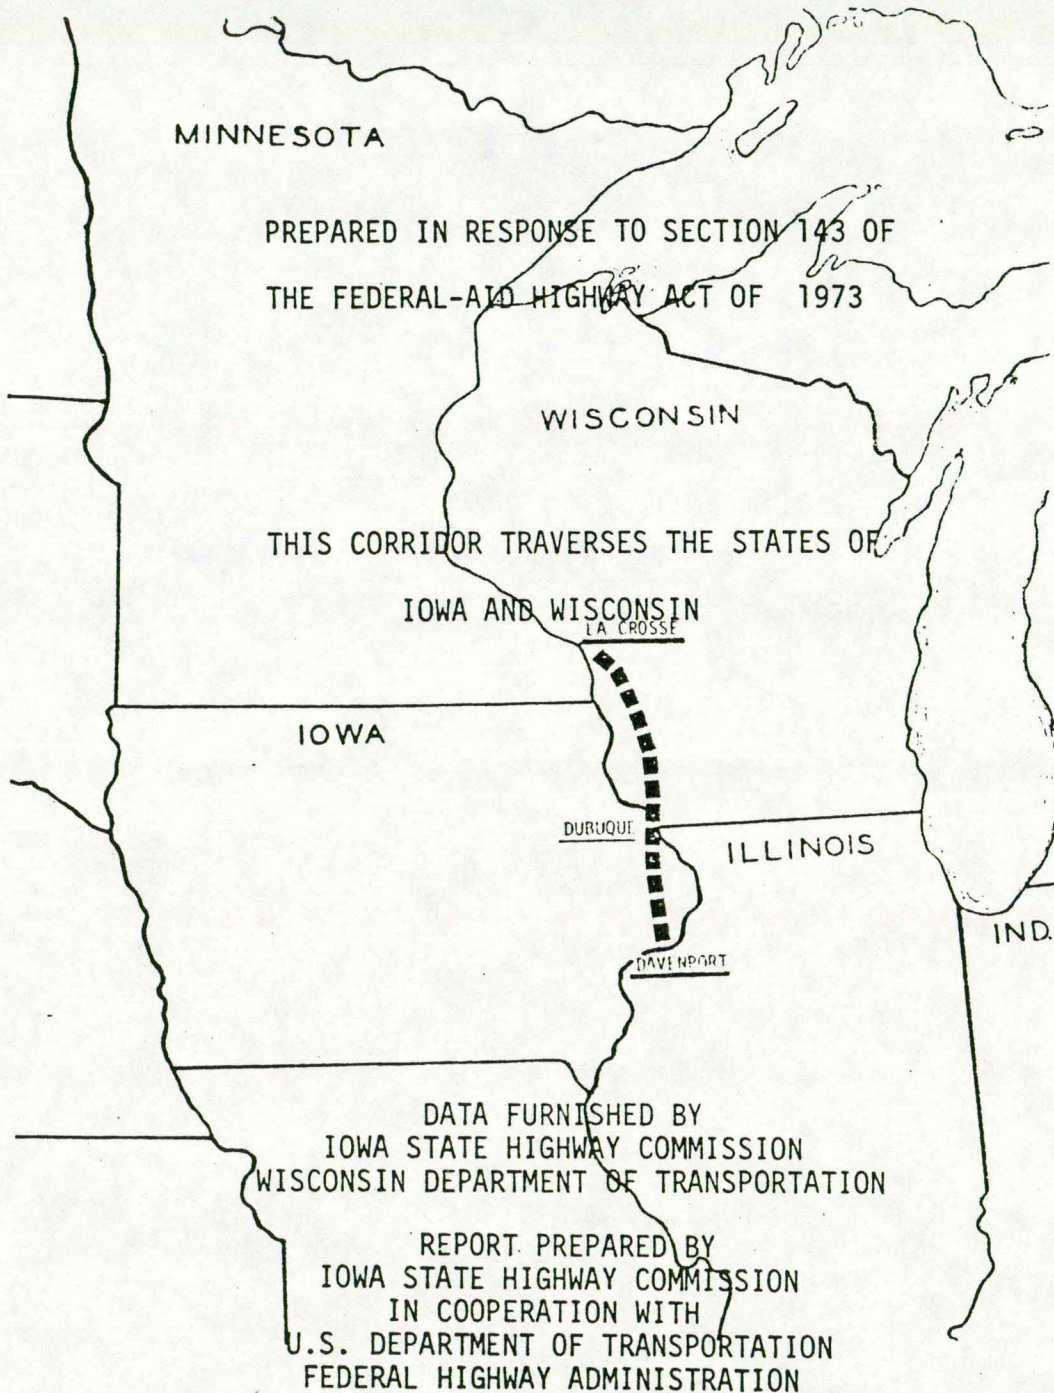 MINNESOTA
PREPARED IN RESPONSE TO SECTION 143 OF
THE FEDERAL-AID HIGHWAY ACT OF 1973
WISCONSIN
THIS CORRIDOR TRAVERSES THE STATES OF
IOWA AND WISCONSIN
LA CROSSE
IOWA
DUBUQUE
ILLINOIS
IND.
DAVENPORT
DATA FURNISHED BY
IOWA STATE HIGHWAY COMMISSION
WISCONSIN DEPARTMENT OF TRANSPORTATION
REPORT PREPARED BY
IOWA STATE HIGHWAY COMMISSION
IN COOPERATION WITH
U.S. DEPARTMENT OF TRANSPORTATION
FEDERAL HIGHWAY ADMINISTRATION